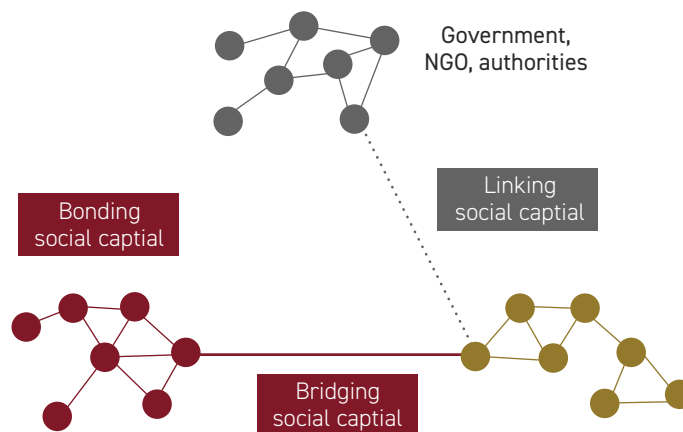 Government,
NGO, authorities
Linking
social captial
Bonding
social captial
Bridging
social captial